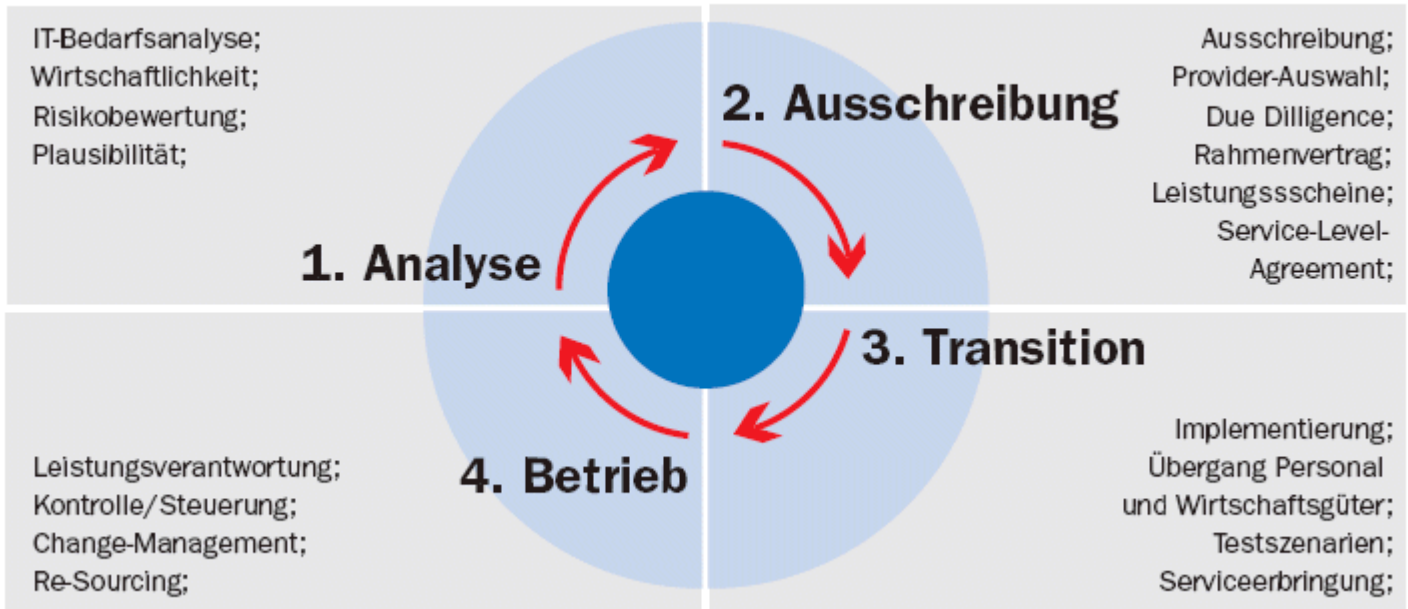 IT-Bedarfsanalyse;
Wirtschaftlichkeit;
Risikobewertung;
Plausibilität;
1. Analyse
2. Ausschreibung
Ausschreibung;
Provider-Auswahl;
Due Dilligence;
Rahmenvertrag;
Leistungssscheine;
Service-Level-
Agreement;
3. Transition
Implementierung;
Übergang Personal
und Wirtschaftsgüter;
Testszenarien;
Serviceerbringung;
4. Betrieb
Leistungsverantwortung;
Kontrolle/Steuerung;
Change-Management;
Re-Sourcing;